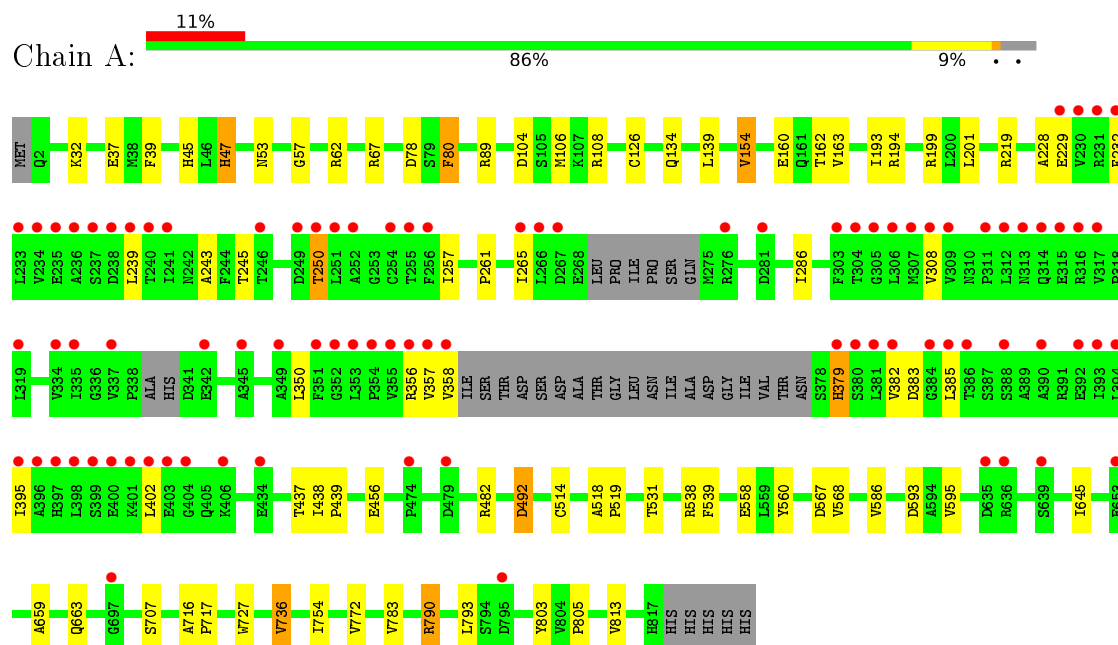 11%
Chain A:
86% 9% • •
MET Q2 K32 E37 M38 F39 H45 L46 H47 N53 G57 R62 R67 D78 S79 F80 R89 D104 S105 M106 K107 R108 C126 Q134 L139 V154 E160 Q161 T162 V163 I193 R194 R199 L200 L201 R219 A228 E229 V230 R231 E232
L233 V234 E235 A236 S237 D238 L239 T240 I241 N242 A243 F244 T245 T246 D249 T250 L251 A252 G253 C254 T255 F256 I257 P261 I265 L266 D267 E268 LEU PRO ILE PRO SER GLN M275 R276 D281 I286 F303 T304 G305 L306 M307 V308 V309 N310 P311 L312 N313 Q314 E315 R316 V317 P318
L319 V334 I335 G336 V337 P338 ALA HIS D341 E342 A345 A349 L350 F351 G352 L353 P354 V355 R356 V357 V358 ILE SER THR ASP SER ASP ALA THR GLY LEU ASN ILE ALA ASP GLY ILE VAL THR ASN S378 H379 S380 L381 V382 D383 G384 L385 T386 S387 S388 A389 A390 R391 E392 I393 L394
I395 A396 H397 L398 S399 E400 K401 L402 E403 G404 Q405 K406 E434 T437 I438 P439 E456 P474 D479 R482 D492 C514 A518 P519 T531 R538 F539 E558 L559 Y560 D567 V568 V586 D593 A594 V595 D635 R636 S639 I645 E653
A659 Q663 G697 S707 A716 P717 W727 V736 I754 V772 V783 R790 L793 S794 D795 Y803 V804 P805 V813 H817 HIS HIS HIS HIS HIS